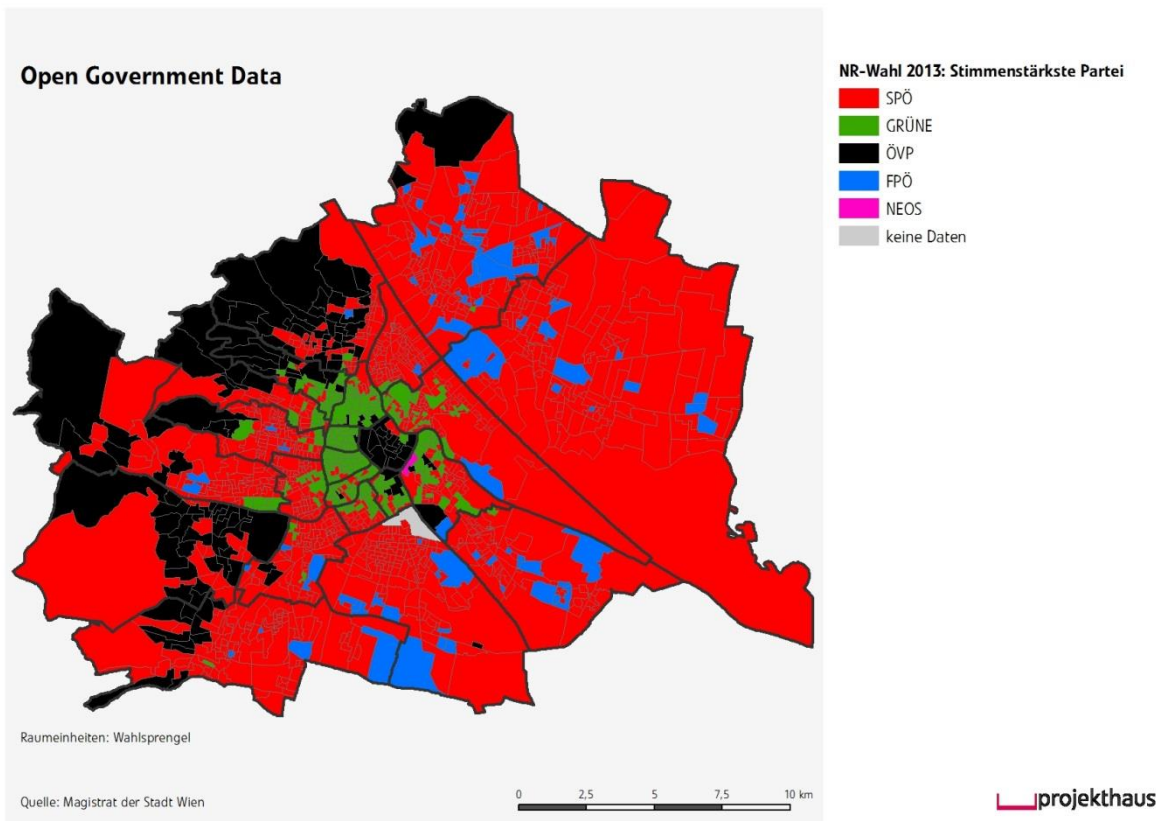 Open Government Data
NR-Wahl 2013: Stimmenstärkste Partei
SPÖ
GRÜNE
ÖVP
FPÖ
NEOS
keine Daten
Raumeinheiten: Wahlsprengel
Quelle: Magistrat der Stadt Wien
0 2,5 5 7,5 10 km
projekthaus